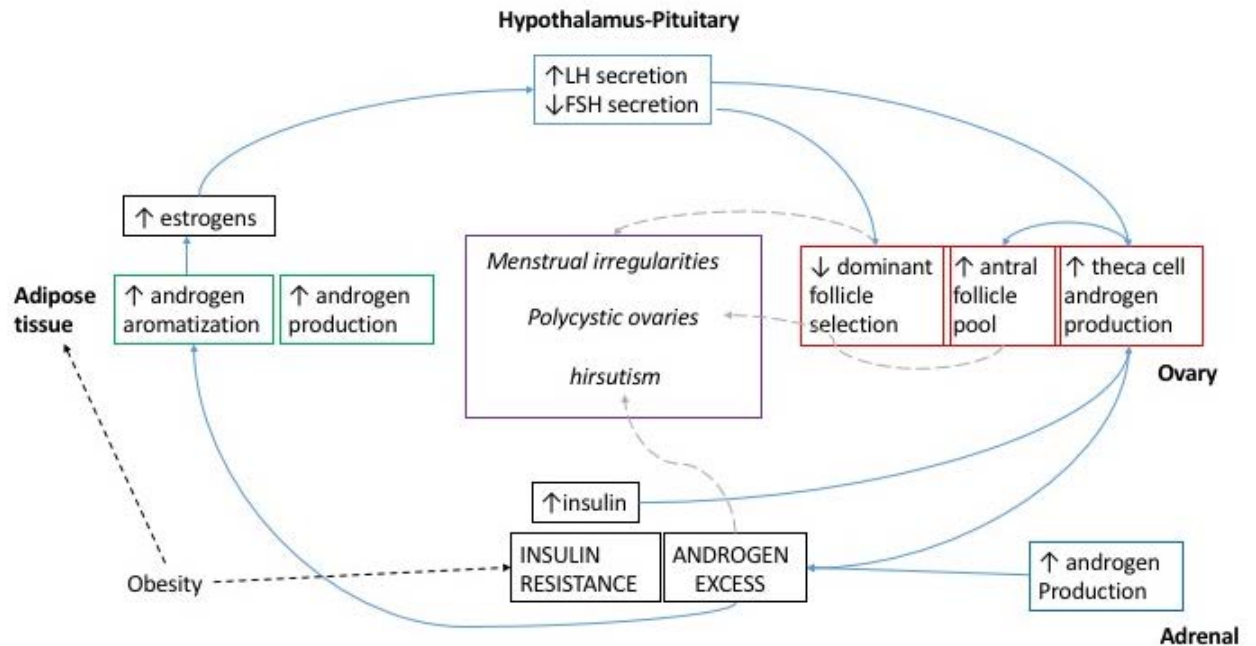 Hypothalamus-Pituitary
↑LH secretion
↓FSH secretion
↑ estrogens
Adipose
tissue
↑ androgen
aromatization
↑ androgen
production
Menstrual irregularities
Polycystic ovaries
hirsutism
↓ dominant
follicle
selection
↑ antral
follicle
pool
↑ theca cell
androgen
production
Ovary
↑insulin
Obesity
INSULIN
RESISTANCE
ANDROGEN
EXCESS
↑ androgen
Production
Adrenal